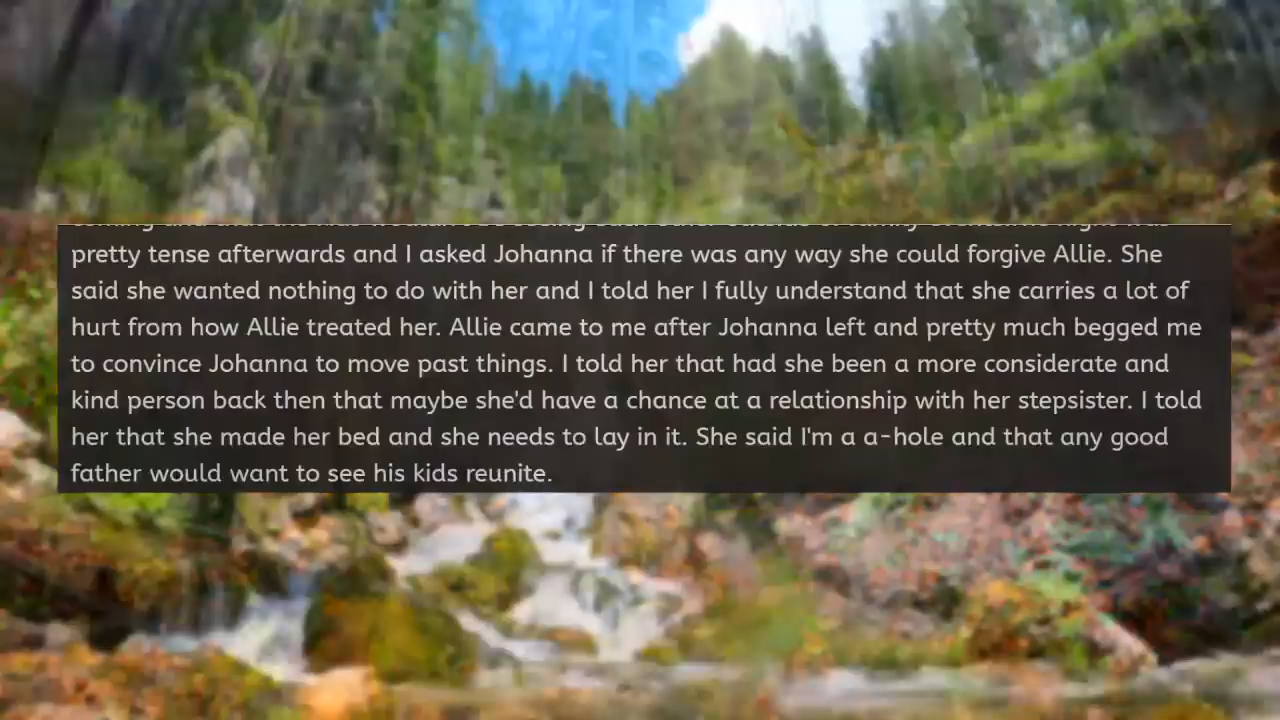 pretty tense afterwards and I asked Johanna if there was any way she could forgive Allie. She
said she wanted nothing to do with her and I told her I fully understand that she carries a lot of
hurt from how Allie treated her. Allie came to me after Johanna left and pretty much begged me
to convince Johanna to move past things. I told her that had she been a more considerate and
kind person back then that maybe she'd have a chance at a relationship with her stepsister. I told
her that she made her bed and she needs to lay in it. She said I'm a a-hole and that any good
father would want to see his kids reunite.